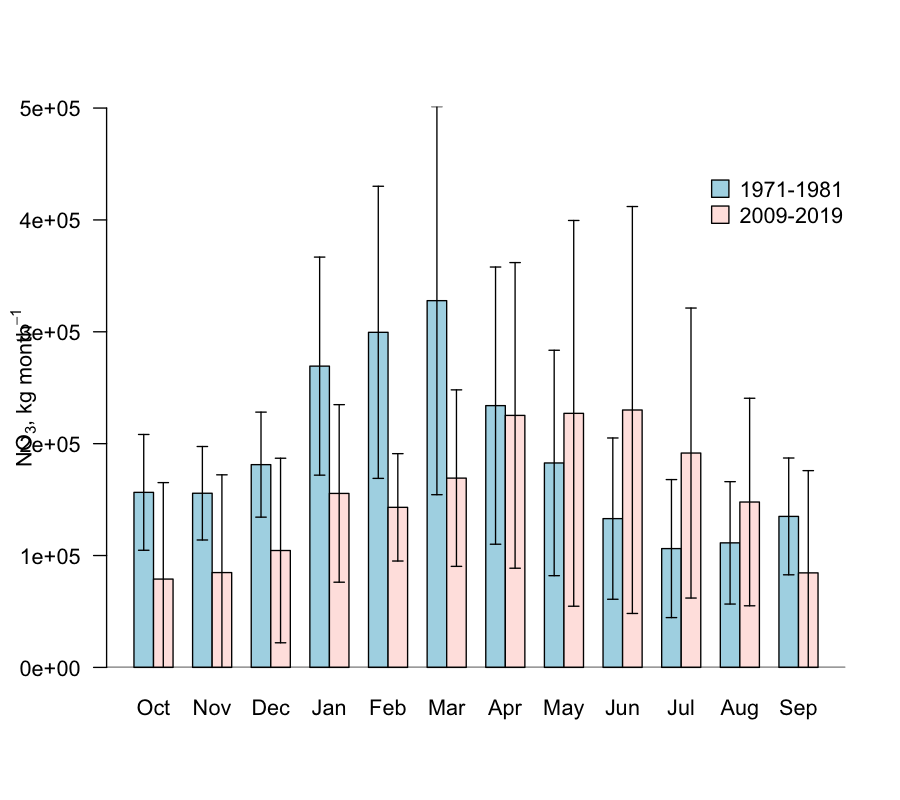 5e+05
4e+05
3e+05
2e+05
1e+05
0e+00
NO₃, kg month⁻¹
1971-1981
2009-2019
Oct Nov Dec Jan Feb Mar Apr May Jun Jul Aug Sep